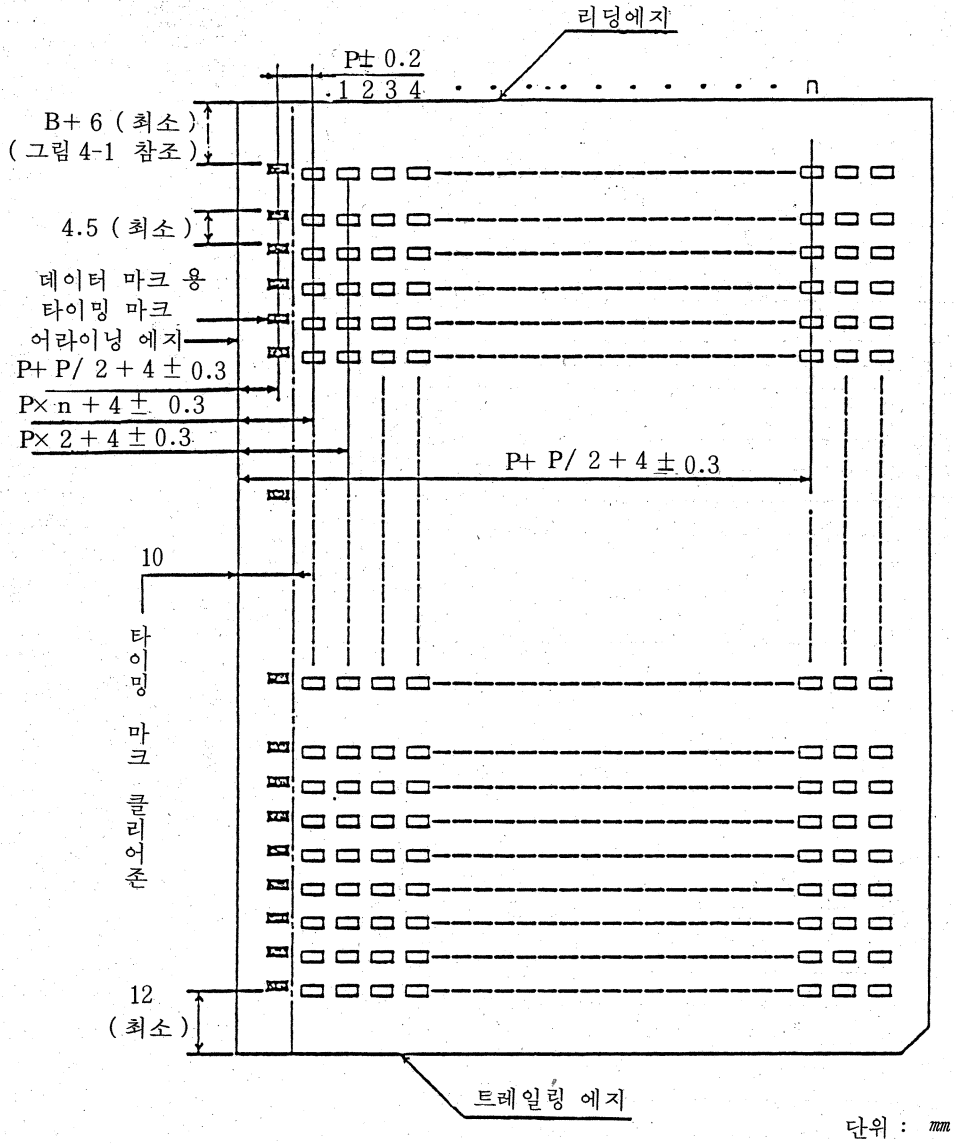 리딩에지
P± 0.2
.1 2 3 4 n
B+ 6 ( 최소 )
( 그림 4-1 참조 )
4.5 ( 최소 )
데이터 마크 용
타이밍 마크
어라이닝 에지
P+ P/ 2 + 4 ± 0.3
P× n + 4 ± 0.3
P× 2 + 4 ± 0.3
P+ P/ 2 + 4 ± 0.3
10
타이밍 마크 클리어존
12
( 최소 )
트레일링 에지
단위 : mm